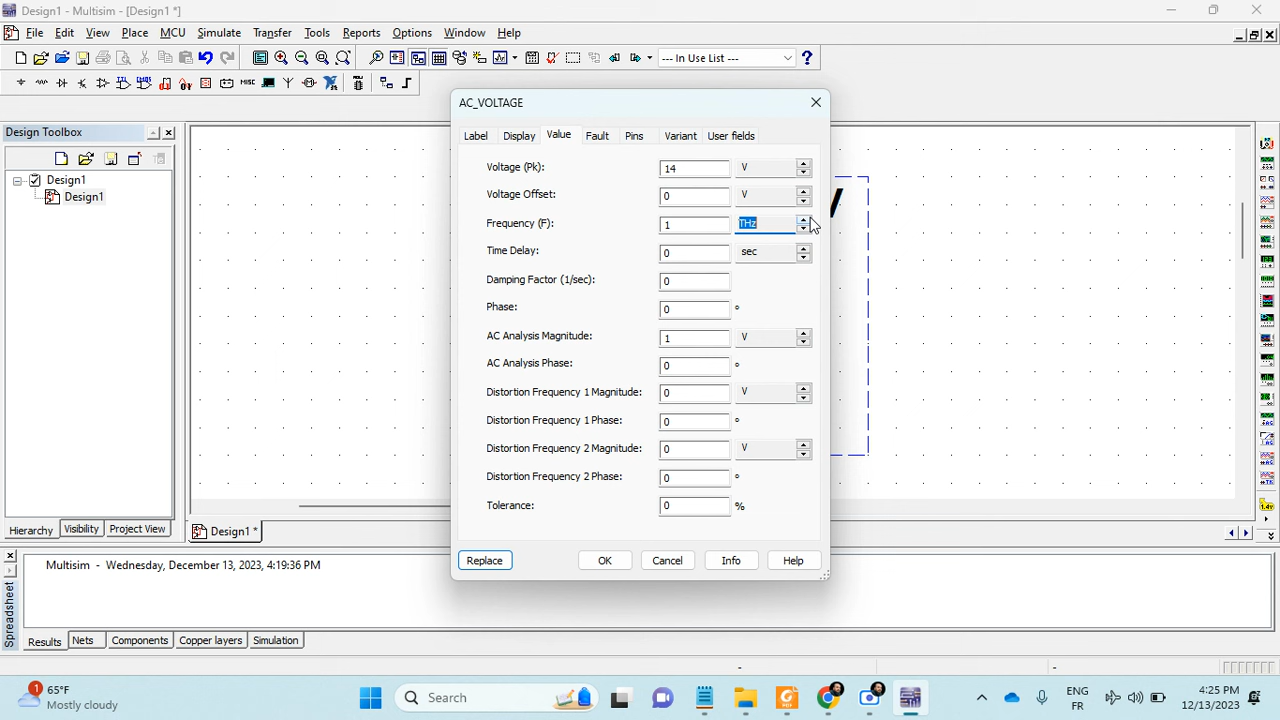 Design1 - Multisim - [Design1 *]
File Edit View Place MCU Simulate Transfer Tools Reports Options Window Help
--- In Use List ---
MISC
Design Toolbox
Design1
Design1
Hierarchy Visibility Project View
AC_VOLTAGE
Label Display Value Fault Pins Variant User fields
Voltage (Pk): 14 V
Voltage Offset: 0 V
Frequency (F): 1 THz
Time Delay: 0 sec
Damping Factor (1/sec): 0
Phase: 0 °
AC Analysis Magnitude: 1 V
AC Analysis Phase: 0 °
Distortion Frequency 1 Magnitude: 0 V
Distortion Frequency 1 Phase: 0 °
Distortion Frequency 2 Magnitude: 0 V
Distortion Frequency 2 Phase: 0 °
Tolerance: 0 %
Replace OK Cancel Info Help
V
Design1 *
Multisim - Wednesday, December 13, 2023, 4:19:36 PM
Spreadsheet
Results Nets Components Copper layers Simulation
- -
1
65°F
Mostly cloudy
Search
ENG
FR
4:25 PM
12/13/2023